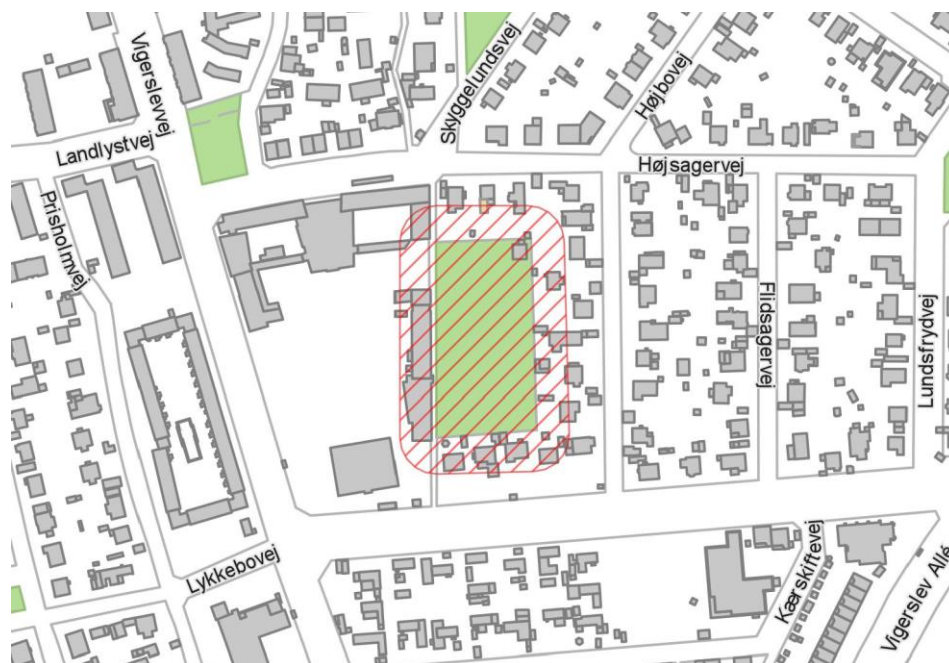 Vigerslevvej
Skyggelundsvej
Højbovej
Landlystvej
Højsagervej
Prisholmvej
Flidsagervej
Lundsfrydvej
Lykkebovej
Kærskiftevej
Vigerslev Allé